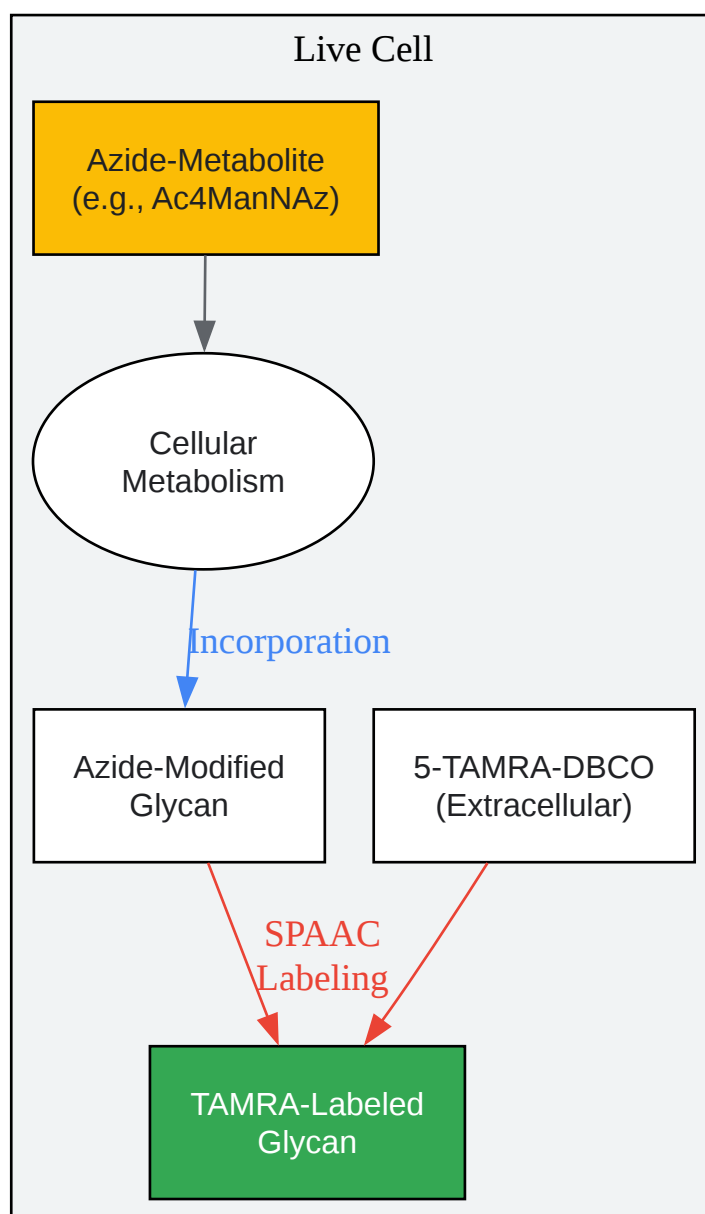 Live Cell
Azide-Metabolite
(e.g., Ac4ManNAz)
Cellular
Metabolism
Incorporation
Azide-Modified
Glycan
5-TAMRA-DBCO
(Extracellular)
SPAAC
Labeling
TAMRA-Labeled
Glycan